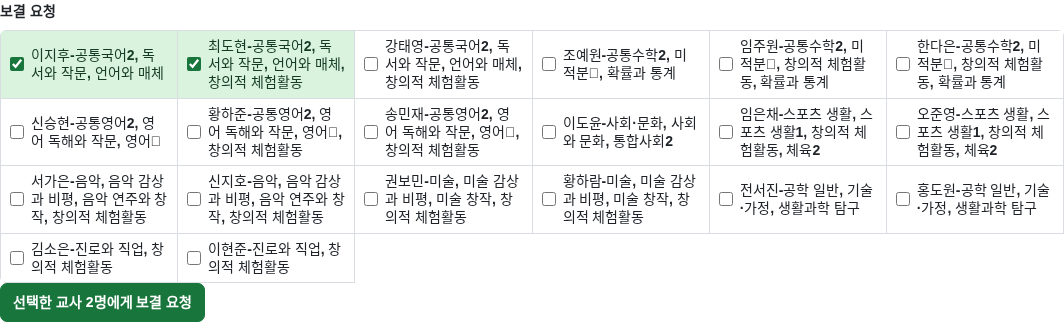 보결 요청
이지후-공통국어2, 독
서와 작문, 언어와 매체
최도현-공통국어2, 독
서와 작문, 언어와 매체,
창의적 체험활동
강태영-공통국어2, 독
서와 작문, 언어와 매체,
창의적 체험활동
조예원-공통수학2, 미
적분□, 확률과 통계
임주원-공통수학2, 미
적분□, 창의적 체험활
동, 확률과 통계
한다은-공통수학2, 미
적분□, 창의적 체험활
동, 확률과 통계
신승현-공통영어2, 영
어 독해와 작문, 영어□
황하준-공통영어2, 영
어 독해와 작문, 영어□,
창의적 체험활동
송민재-공통영어2, 영
어 독해와 작문, 영어□,
창의적 체험활동
이도윤-사회·문화, 사회
와 문화, 통합사회2
임은채-스포츠 생활, 스
포츠 생활1, 창의적 체
험활동, 체육2
오준영-스포츠 생활, 스
포츠 생활1, 창의적 체
험활동, 체육2
서가은-음악, 음악 감상
과 비평, 음악 연주와 창
작, 창의적 체험활동
신지호-음악, 음악 감상
과 비평, 음악 연주와 창
작, 창의적 체험활동
권보민-미술, 미술 감상
과 비평, 미술 창작, 창
의적 체험활동
황하람-미술, 미술 감상
과 비평, 미술 창작, 창
의적 체험활동
전서진-공학 일반, 기술
·가정, 생활과학 탐구
홍도원-공학 일반, 기술
·가정, 생활과학 탐구
김소은-진로와 직업, 창
의적 체험활동
이현준-진로와 직업, 창
의적 체험활동
선택한 교사 2명에게 보결 요청